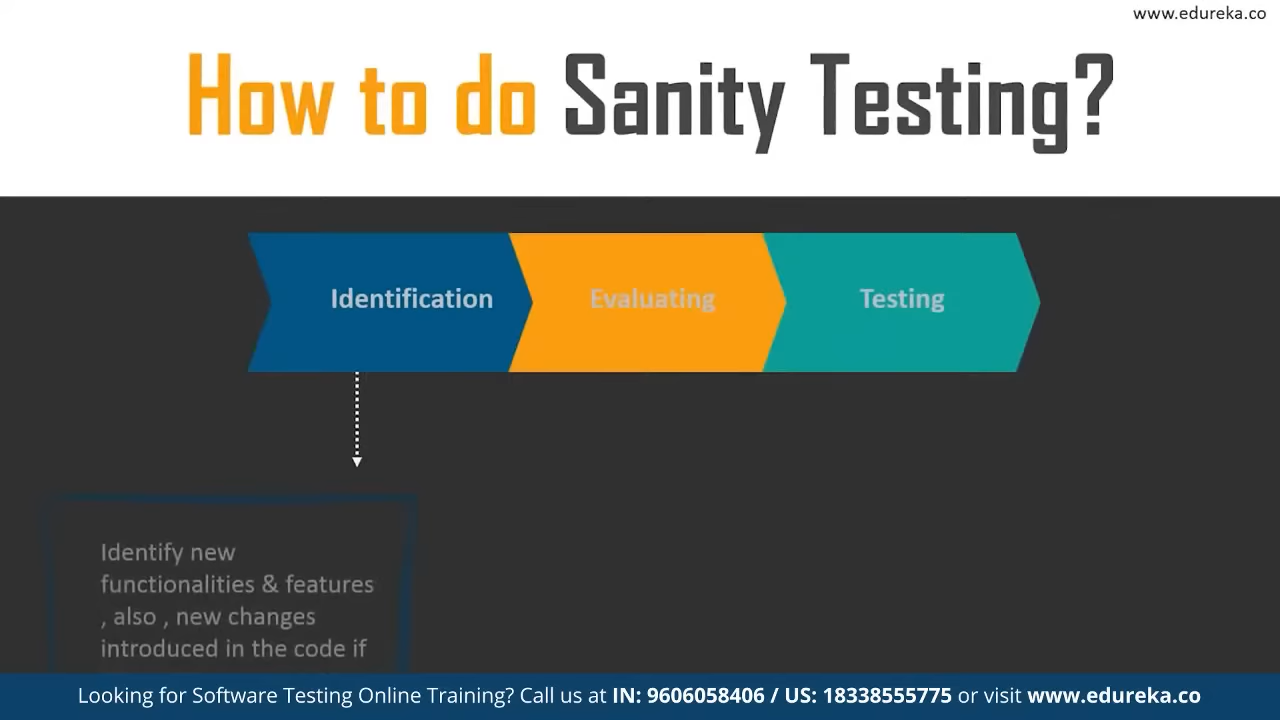 www.edureka.co
How to do Sanity Testing?
Identification Evaluating Testing
Identify new
functionalities & features
, also , new changes
introduced in the code if
Looking for Software Testing Online Training? Call us at IN: 9606058406 / US: 18338555775 or visit www.edureka.co